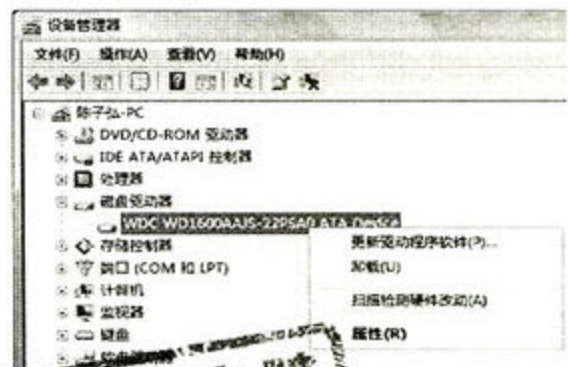 设备管理器
文件(F) 操作(A) 查看(V) 帮助(H)
陈子弘-PC
DVD/CD-ROM 驱动器
IDE ATA/ATAPI 控制器
处理器
磁盘驱动器
WDC WD1600AAJS-22PSA0 ATA Device
存储控制器
端口 (COM 和 LPT)
计算机
监视器
键盘
更新驱动程序软件(P)...
卸载(U)
扫描检测硬件改动(A)
属性(R)